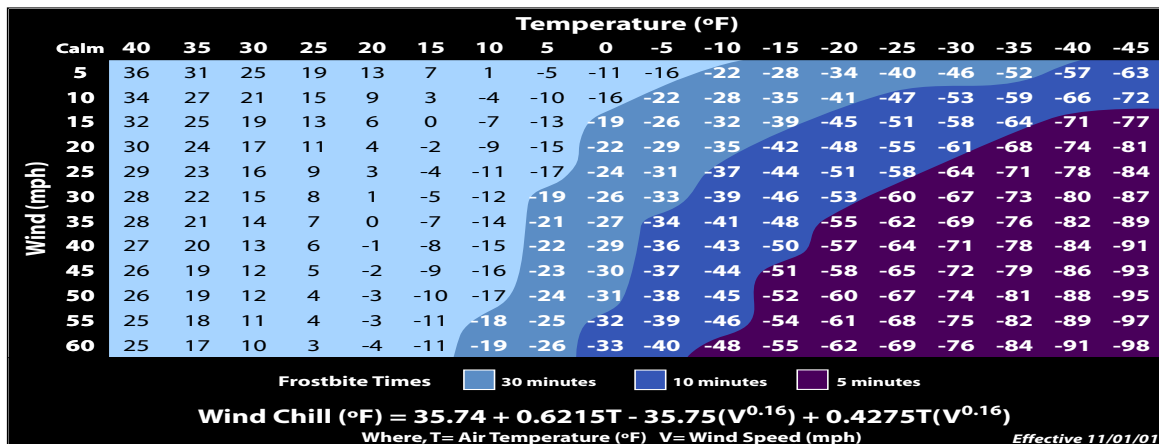 Temperature (ºF)
Calm 40 35 30 25 20 15 10 5 0 -5 -10 -15 -20 -25 -30 -35 -40 -45
5 36 31 25 19 13 7 1 -5 -11 -16 -22 -28 -34 -40 -46 -52 -57 -63
10 34 27 21 15 9 3 -4 -10 -16 -22 -28 -35 -41 -47 -53 -59 -66 -72
15 32 25 19 13 6 0 -7 -13 -19 -26 -32 -39 -45 -51 -58 -64 -71 -77
20 30 24 17 11 4 -2 -9 -15 -22 -29 -35 -42 -48 -55 -61 -68 -74 -81
25 29 23 16 9 3 -4 -11 -17 -24 -31 -37 -44 -51 -58 -64 -71 -78 -84
30 28 22 15 8 1 -5 -12 -19 -26 -33 -39 -46 -53 -60 -67 -73 -80 -87
35 28 21 14 7 0 -7 -14 -21 -27 -34 -41 -48 -55 -62 -69 -76 -82 -89
40 27 20 13 6 -1 -8 -15 -22 -29 -36 -43 -50 -57 -64 -71 -78 -84 -91
45 26 19 12 5 -2 -9 -16 -23 -30 -37 -44 -51 -58 -65 -72 -79 -86 -93
50 26 19 12 4 -3 -10 -17 -24 -31 -38 -45 -52 -60 -67 -74 -81 -88 -95
55 25 18 11 4 -3 -11 -18 -25 -32 -39 -46 -54 -61 -68 -75 -82 -89 -97
60 25 17 10 3 -4 -11 -19 -26 -33 -40 -48 -55 -62 -69 -76 -84 -91 -98
Wind (mph)
Frostbite Times 30 minutes 10 minutes 5 minutes
Wind Chill (ºF) = 35.74 + 0.6215T - 35.75(V^0.16) + 0.4275T(V^0.16)
Where, T= Air Temperature (ºF) V= Wind Speed (mph) Effective 11/01/01